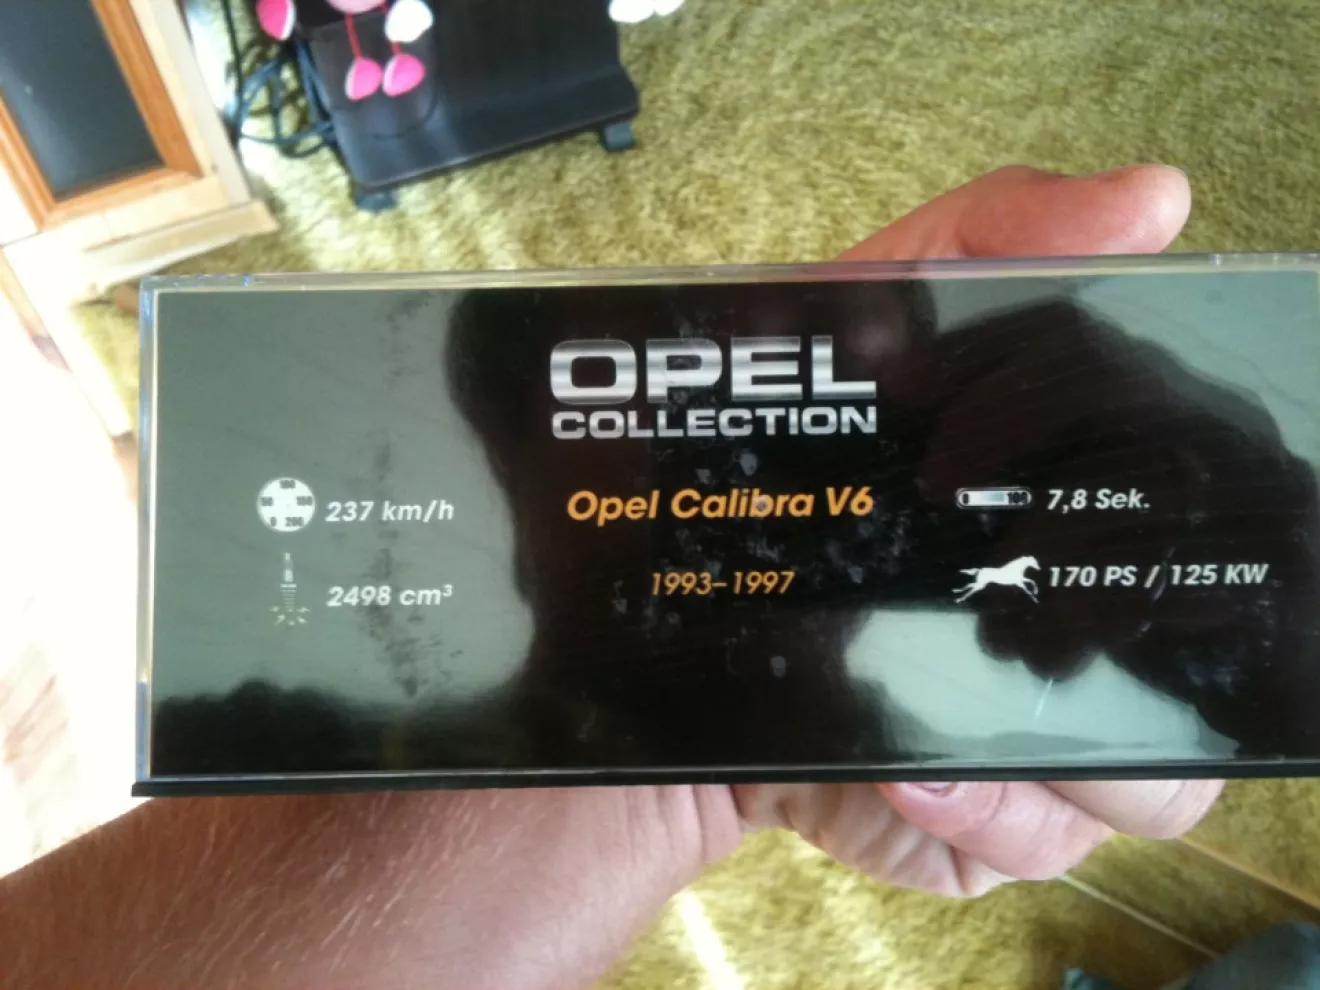 OPEL
COLLECTION
237 km/h
Opel Calibra V6
7,8 Sek.
2498 cm³
1993–1997
170 PS / 125 KW